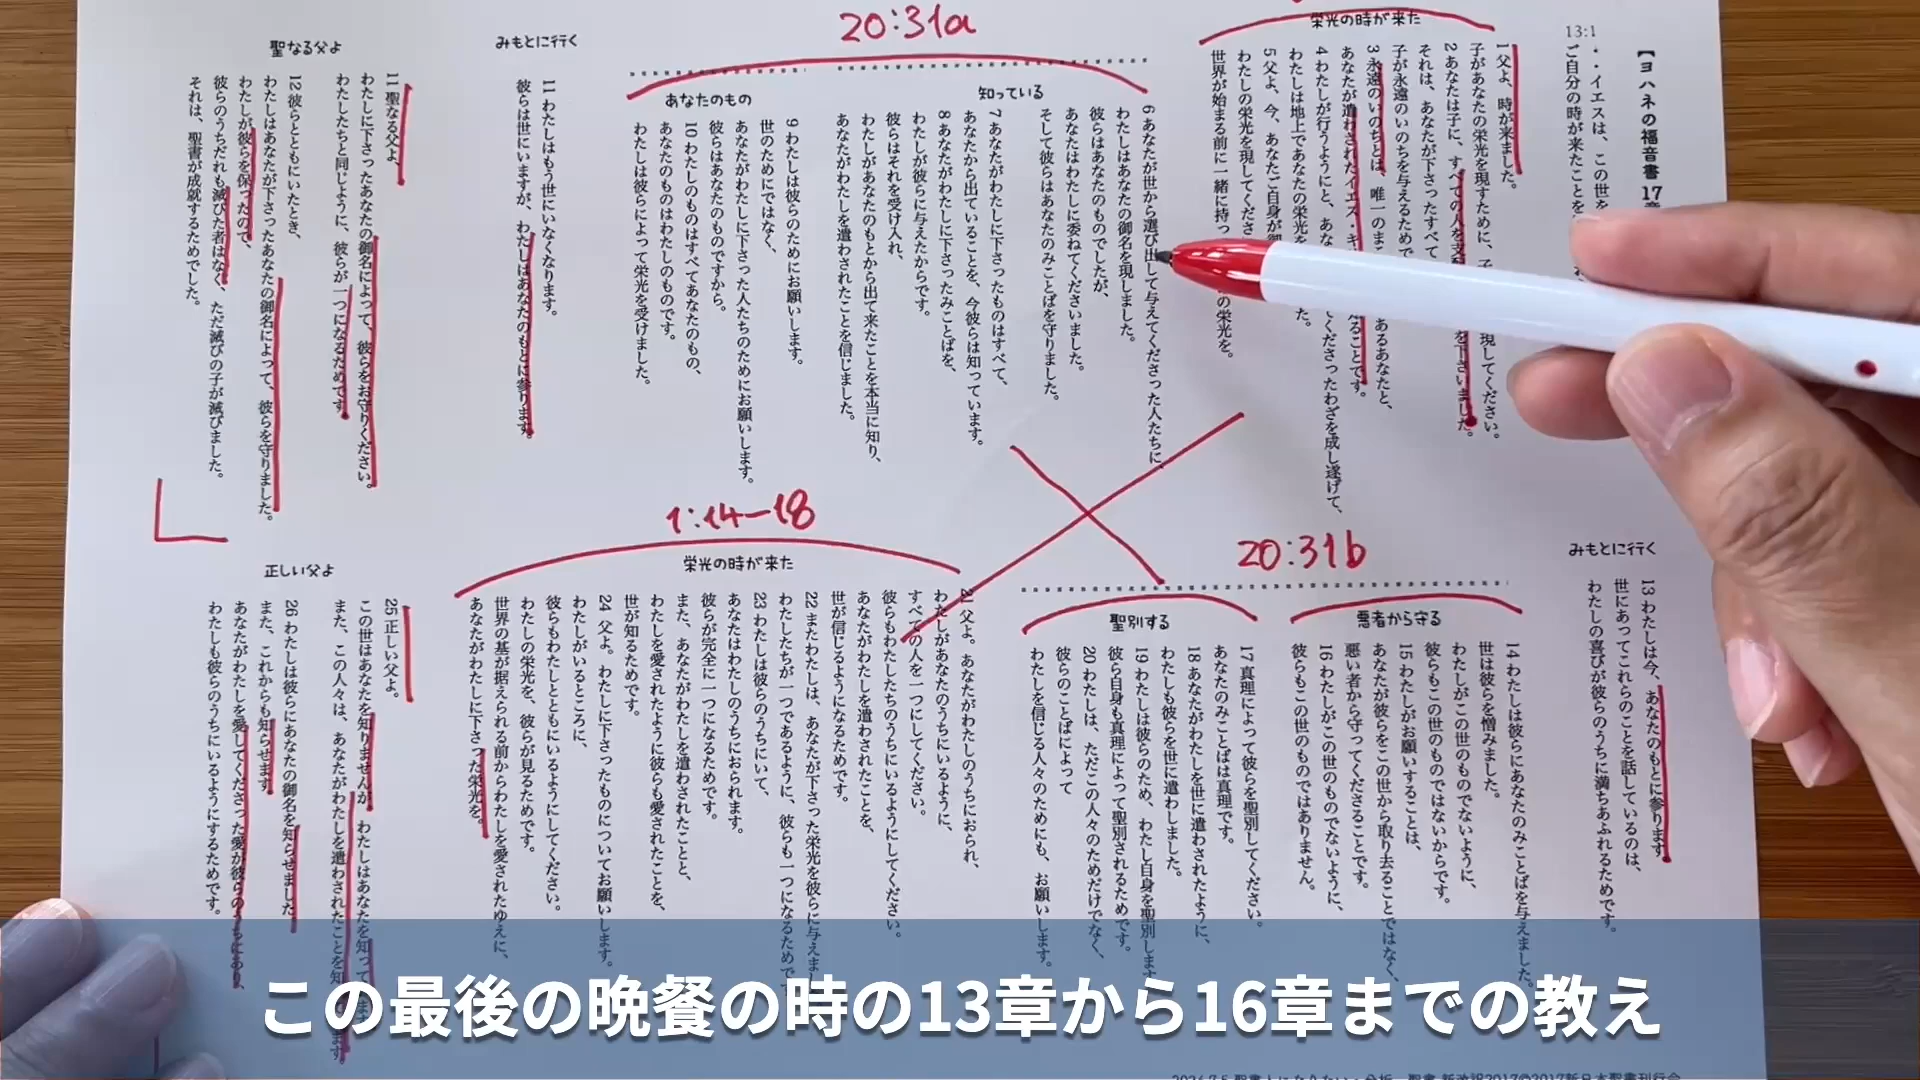 【ヨハネの福音書 17
13:1
・・イエスは、この世を
ご自分の時が来たことを
栄光の時が来た
1 父よ、時が来ました。
子があなたの栄光を現すために、子
現してください。
2 あなたは子に、すべての人を支
を下さいました。
それは、あなたが下さったすべて
子が永遠のいのちを与えるためで
3 永遠のいのちとは、唯一のまこ
あるあなたと、
あなたが遣わされたイエス・キ
知ることです。
4 わたしが行うようにと、あな
てくださったわざを成し遂げて、
わたしは地上であなたの栄光を
た。
5 父よ、今、あなたご自身が御
わたしの栄光を現してくださ
世界が始まる前に一緒に持っ
の栄光を。
20:31a
知っている
6 あなたが世から選び出して与えてくださった人たちに、
わたしはあなたの御名を現しました。
彼らはあなたのものでしたが、
あなたはわたしに委ねてくださいました。
そして彼らはあなたのみことばを守りました。
7 あなたがわたしに下さったものはすべて、
あなたから出ていることを、今彼らは知っています。
8 あなたがわたしに下さったみことばを、
わたしが彼らに与えたからです。
彼らはそれを受け入れ、
わたしがあなたのもとから出て来たことを本当に知り、
あなたがわたしを遣わされたことを信じました。
あなたのもの
9 わたしは彼らのためにお願いします。
世のためにではなく、
あなたがわたしに下さった人たちのためにお願いします。
彼らはあなたのものですから。
10 わたしのものはすべてあなたのもの、
あなたのものはわたしのものです。
わたしは彼らによって栄光を受けました。
みもとに行く
11 わたしはもう世にいなくなります。
彼らは世にいますが、わたしはあなたのもとに参ります。
聖なる父よ
11 聖なる父よ、
わたしに下さったあなたの御名によって、彼らをお守りください。
わたしたちと同じように、彼らが一つになるためです。
12 彼らとともにいたとき、
わたしはあなたが下さったあなたの御名によって、彼らを守りました。
わたしが彼らを保ったので、
彼らのうちだれも滅びた者はなく、ただ滅びの子が滅びました。
それは、聖書が成就するためでした。
みもとに行く
13 わたしは今、あなたのもとに参ります。
世にあってこれらのことを話しているのは、
わたしの喜びが彼らのうちに満ちあふれるためです。
20:31b
悪者から守る
14 わたしは彼らにあなたのみことばを与えました。
世は彼らを憎みました。
わたしがこの世のものでないように、
彼らもこの世のものではないからです。
15 わたしがお願いすることは、
あなたが彼らをこの世から取り去ることではなく、
悪い者から守ってくださることです。
16 わたしがこの世のものでないように、
彼らもこの世のものではありません。
聖別する
17 真理によって彼らを聖別してください。
あなたのみことばは真理です。
18 あなたがわたしを世に遣わされたように、
わたしも彼らを世に遣わしました。
19 わたしは彼らのため、わたし自身を聖別します
彼ら自身も真理によって聖別されるためです。
20 わたしは、ただこの人々のためだけでなく、
彼らのことばによって
わたしを信じる人々のためにも、お願いします。
1:14-18
栄光の時が来た
21 父よ。あなたがわたしのうちにおられ、
わたしがあなたのうちにいるように、
すべての人を一つにしてください。
彼らもわたしたちのうちにいるようにしてください。
あなたがわたしを遣わされたことを、
世が信じるようになるためです。
22 またわたしは、あなたが下さった栄光を彼らに与えまし
わたしたちが一つであるように、彼らも一つになるためで
23 わたしは彼らのうちにいて、
あなたはわたしのうちにおられます。
彼らが完全に一つになるためです。
また、あなたがわたしを遣わされたことと、
わたしを愛されたように彼らも愛されたことを、
世が知るためです。
24 父よ。わたしに下さったものについてお願いします。
わたしがいるところに、
彼らもわたしとともにいるようにしてください。
わたしの栄光を、彼らが見るためです。
世界の基が据えられる前からわたしを愛されたゆえに、
あなたがわたしに下さった栄光を。
正しい父よ
25 正しい父よ。
この世はあなたを知りませんが、わたしはあなたを知って
また、この人々は、あなたがわたしを遣わされたことを知
ます。
26 わたしは彼らにあなたの御名を知らせました。
また、これからも知らせます。
あなたがわたしを愛してくださった愛が彼らのうちにあり、
わたしも彼らのうちにいるようにするためです。
この最後の晩餐の時の13章から16章までの教え